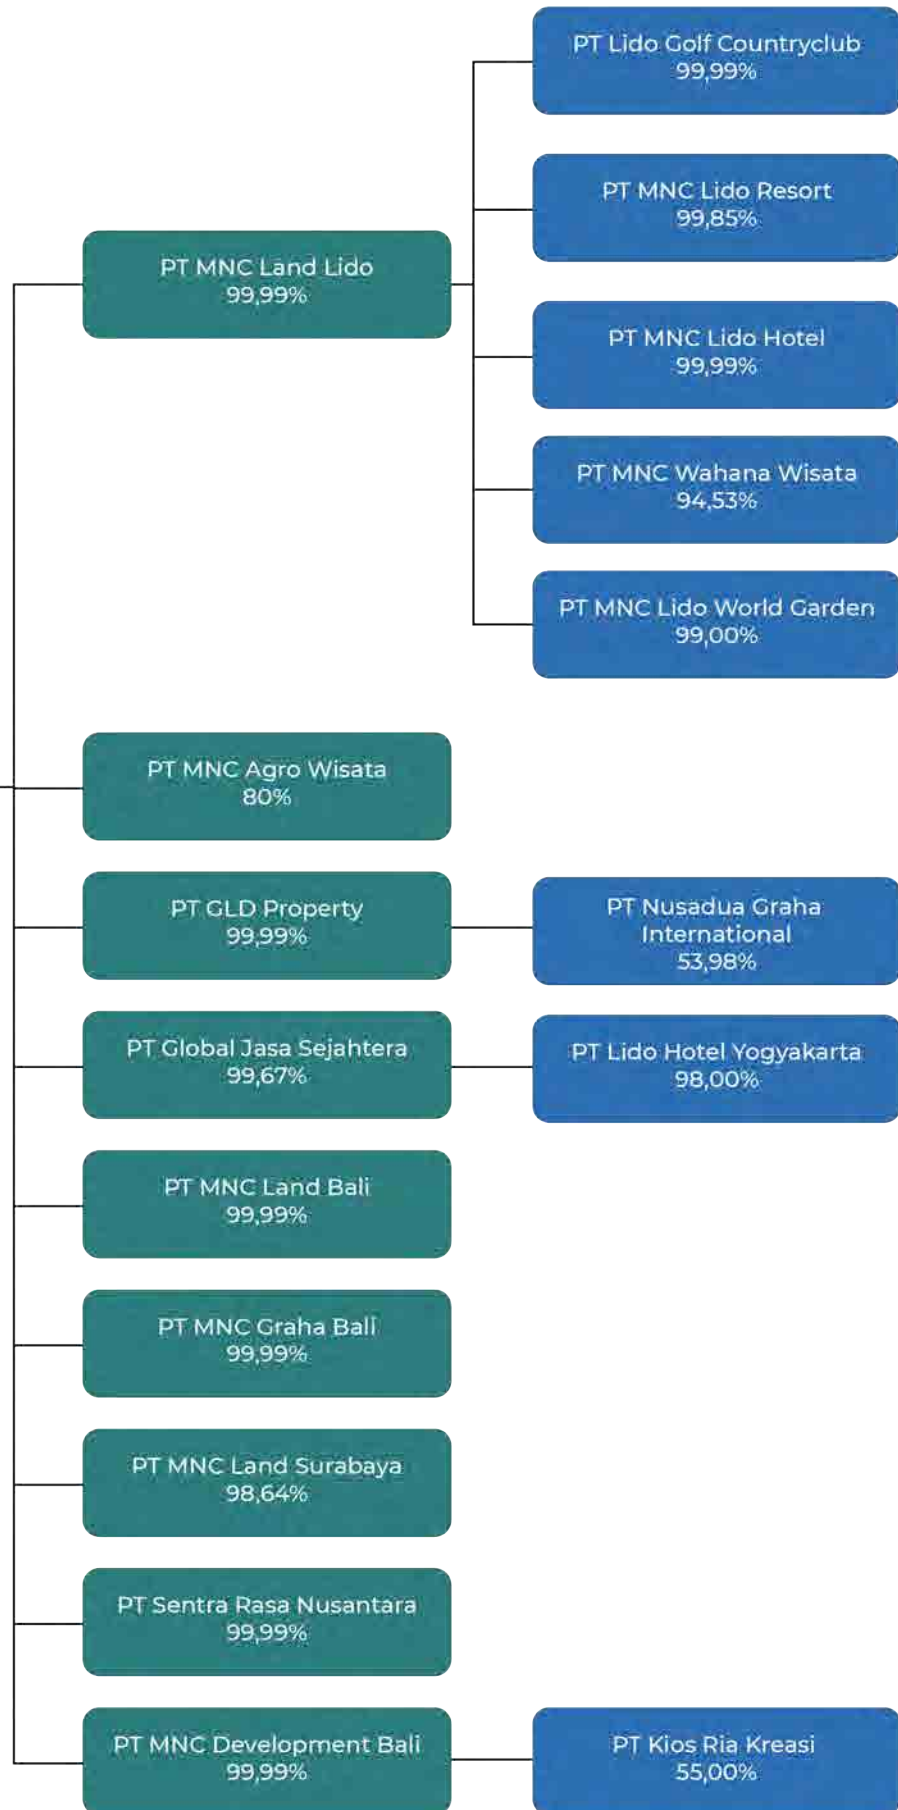 PT Lido Golf Countryclub
99,99%
PT MNC Lido Resort
99,85%
PT MNC Land Lido
99,99%
PT MNC Lido Hotel
99,99%
PT MNC Wahana Wisata
94,53%
PT MNC Lido World Garden
99,00%
PT MNC Agro Wisata
80%
PT GLD Property
99,99%
PT Nusadua Graha
International
53,98%
PT Global Jasa Sejahtera
99,67%
PT Lido Hotel Yogyakarta
98,00%
PT MNC Land Bali
99,99%
PT MNC Graha Bali
99,99%
PT MNC Land Surabaya
98,64%
PT Sentra Rasa Nusantara
99,99%
PT MNC Development Bali
99,99%
PT Kios Ria Kreasi
55,00%